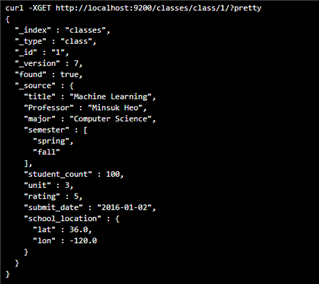 curl -XGET http://localhost:9200/classes/class/1/?pretty
{
  "_index" : "classes",
  "_type" : "class",
  "_id" : "1",
  "_version" : 7,
  "found" : true,
  "_source" : {
    "title" : "Machine Learning",
    "Professor" : "Minsuk Heo",
    "major" : "Computer Science",
    "semester" : [
      "spring",
      "fall"
    ],
    "student_count" : 100,
    "unit" : 3,
    "rating" : 5,
    "submit_date" : "2016-01-02",
    "school_location" : {
      "lat" : 36.0,
      "lon" : -120.0
    }
  }
}